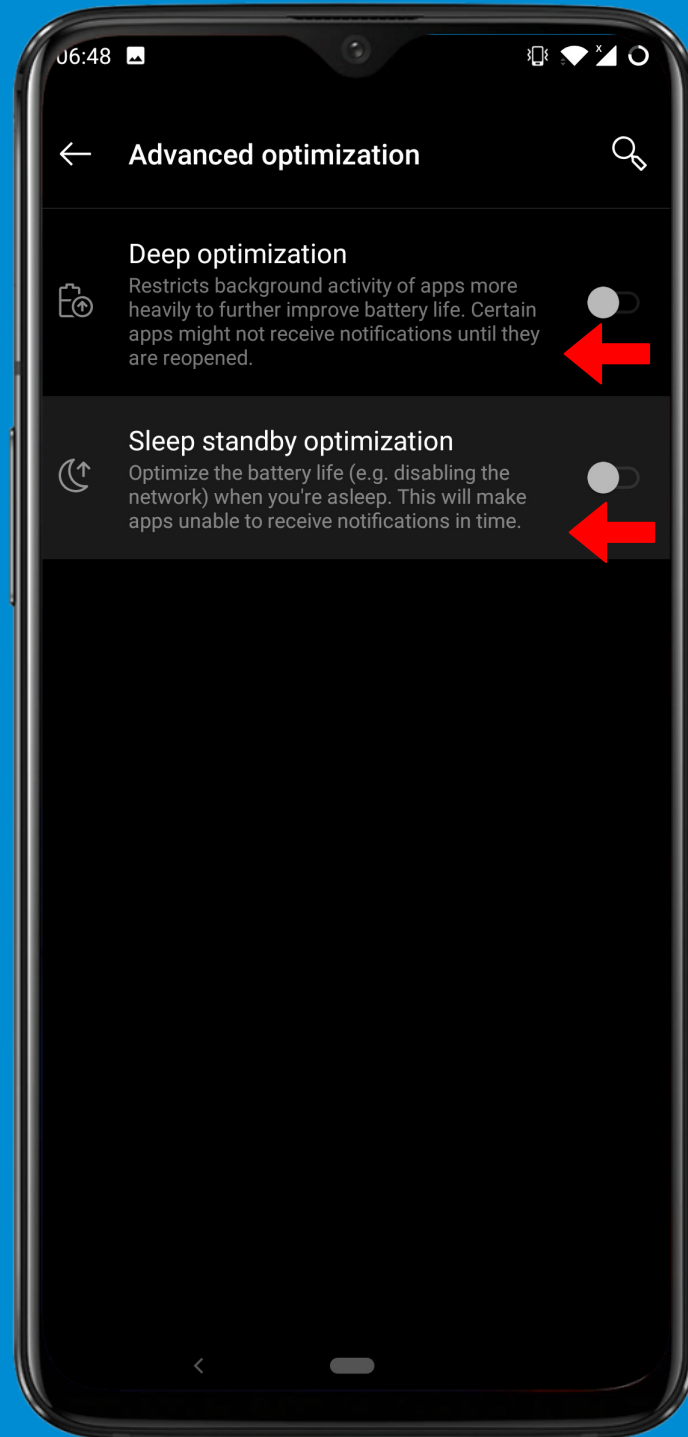 06:48
Advanced optimization
Deep optimization
Restricts background activity of apps more
heavily to further improve battery life. Certain
apps might not receive notifications until they
are reopened.
Sleep standby optimization
Optimize the battery life (e.g. disabling the
network) when you're asleep. This will make
apps unable to receive notifications in time.